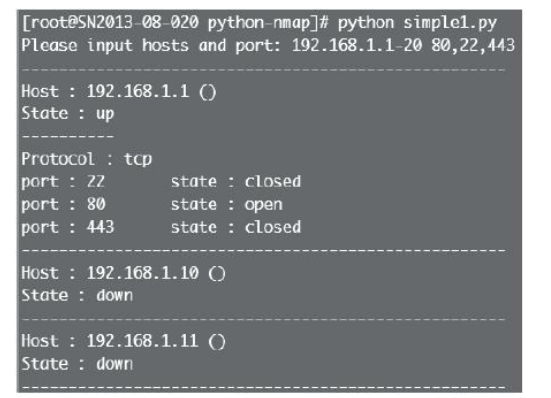 [root@SN2013-08-020 python-nmap]# python simple1.py
Please input hosts and port: 192.168.1.1-20 80,22,443
----------------------------------------------------
Host : 192.168.1.1 ()
State : up
----------
Protocol : tcp
port : 22 state : closed
port : 80 state : open
port : 443 state : closed
----------------------------------------------------
Host : 192.168.1.10 ()
State : down
----------------------------------------------------
Host : 192.168.1.11 ()
State : down
----------------------------------------------------